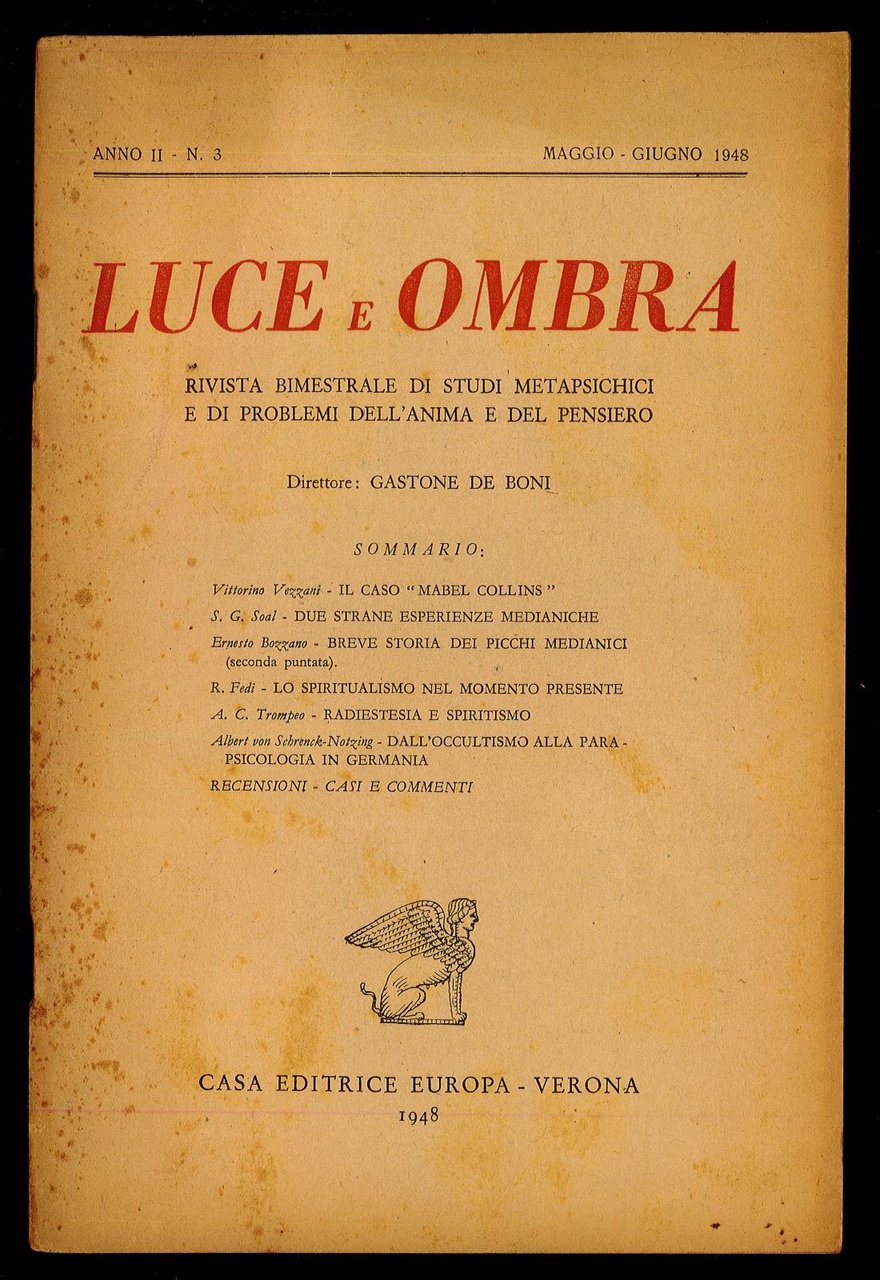 ANNO II - N. 3
MAGGIO - GIUGNO 1948
LUCE E OMBRA
RIVISTA BIMESTRALE DI STUDI METAPSICHICI
E DI PROBLEMI DELL'ANIMA E DEL PENSIERO
Direttore: GASTONE DE BONI
SOMMARIO:
Vittorino Vezzani - IL CASO “MABEL COLLINS”
S. G. Soal - DUE STRANE ESPERIENZE MEDIANICHE
Ernesto Bozzano - BREVE STORIA DEI PICCHI MEDIANICI
(seconda puntata).
R. Fedi - LO SPIRITUALISMO NEL MOMENTO PRESENTE
A. C. Trompeo - RADIESTESIA E SPIRITISMO
Albert von Schrenck-Notzing - DALL'OCCULTISMO ALLA PARA-
PSICOLOGIA IN GERMANIA
RECENSIONI - CASI E COMMENTI
CASA EDITRICE EUROPA - VERONA
1948